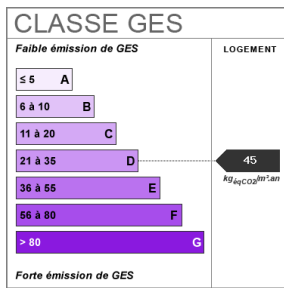 CLASSE GES
Faible émission de GES
LOGEMENT
≤ 5 A
6 à 10 B
11 à 20 C
21 à 35 D
45
kgéqCO2/m².an
36 à 55 E
56 à 80 F
> 80 G
Forte émission de GES